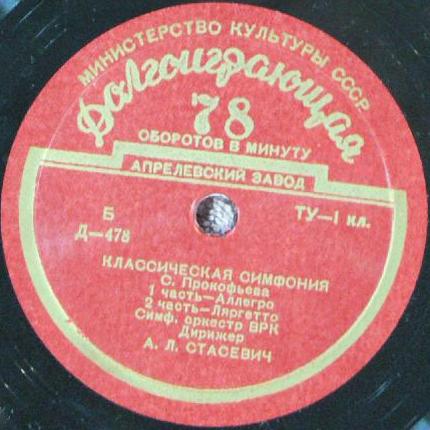 МИНИСТЕРСТВО КУЛЬТУРЫ СССР
Долгоиграющая
78
ОБОРОТОВ В МИНУТУ
АПРЕЛЕВСКИЙ ЗАВОД
Б
Д—478
ТУ—1 кл.
КЛАССИЧЕСКАЯ СИМФОНИЯ
С. Прокофьева
1 часть—Аллегро
2 часть—Ляргетто
Симф. оркестр ВРК
Дирижер
А. Л. СТАСЕВИЧ